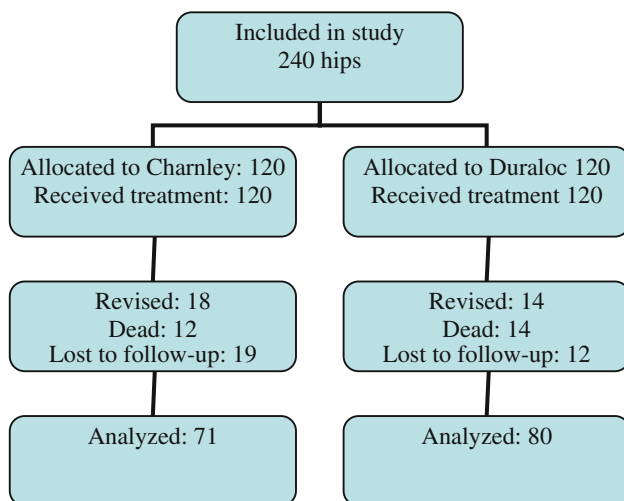 Included in study
240 hips
Allocated to Charnley: 120
Received treatment: 120
Allocated to Duraloc 120
Received treatment 120
Revised: 18
Dead: 12
Lost to follow-up: 19
Revised: 14
Dead: 14
Lost to follow-up: 12
Analyzed: 71
Analyzed: 80